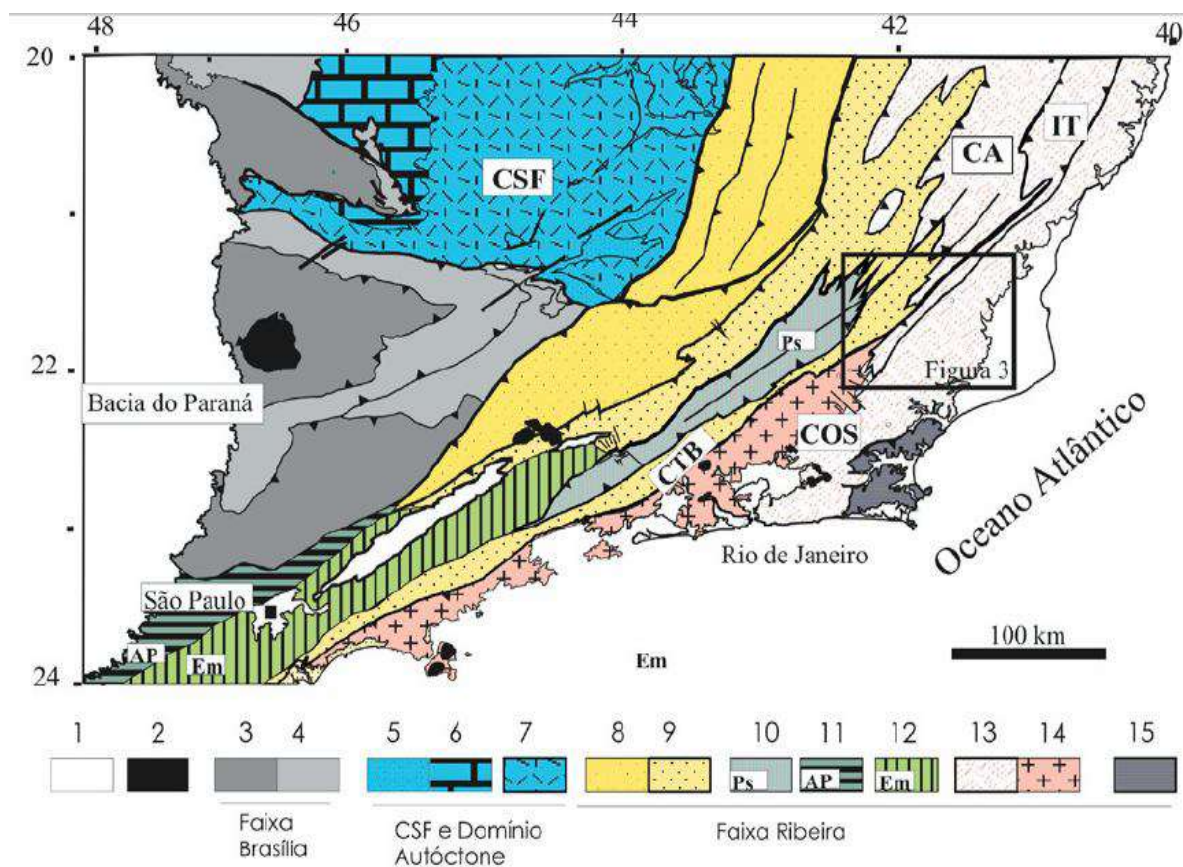 48 46 44 42 40
20
IT
CA
CSF
Ps
22
Figura 3
Bacia do Paraná
COS
CTB
Oceano Atlântico
Rio de Janeiro
São Paulo
100 km
AP
Em
Em
24
1 2 3 4 5 6 7 8 9 10 11 12 13 14 15
Ps AP Em
Faixa Brasília
CSF e Domínio Autóctone
Faixa Ribeira